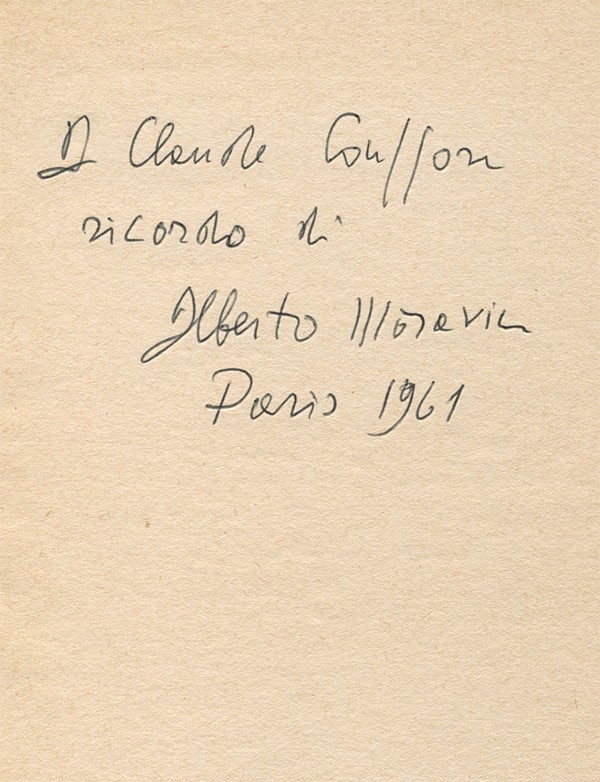 A Claude Couffon
ricordo di
Alberto Moravia
Paris 1961